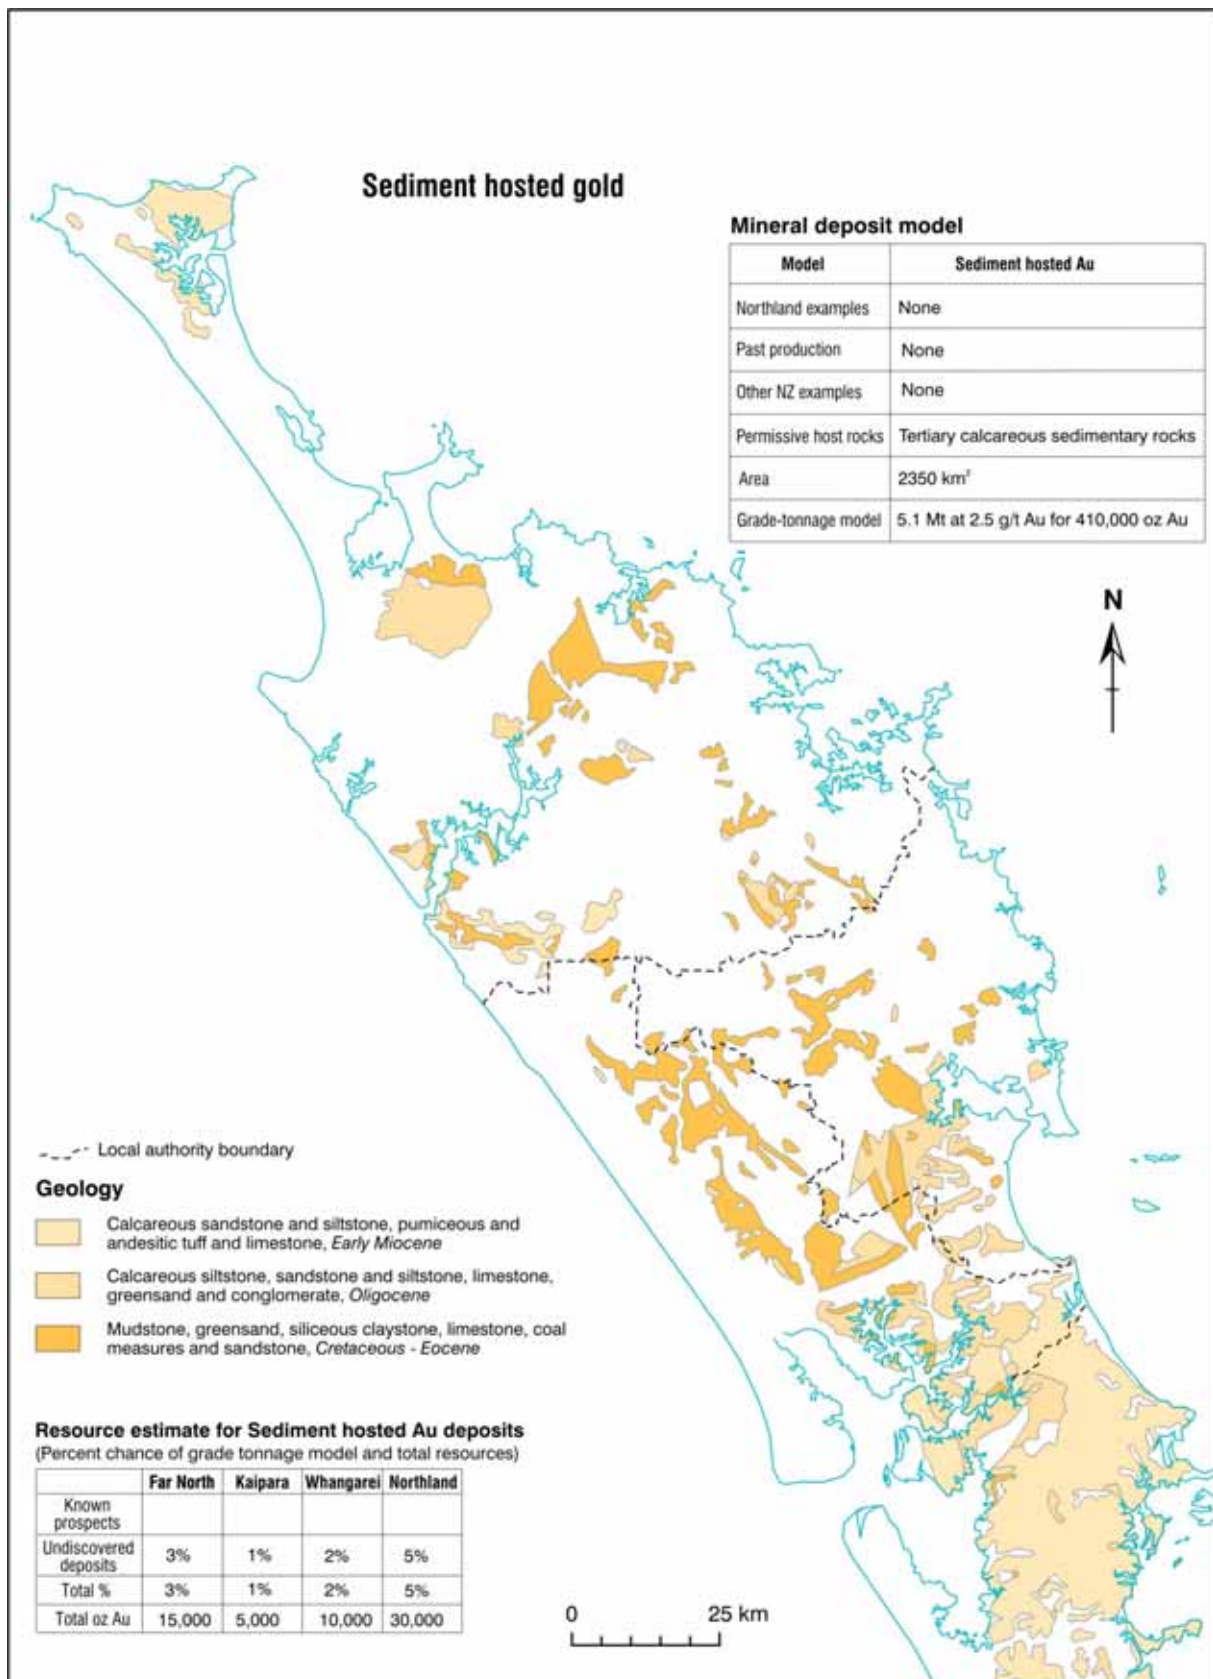 Sediment hosted gold
Mineral deposit model
Model Sediment hosted Au
Northland examples None
Past production None
Other NZ examples None
Permissive host rocks Tertiary calcareous sedimentary rocks
Area 2350 km²
Grade-tonnage model 5.1 Mt at 2.5 g/t Au for 410,000 oz Au
N
Local authority boundary
Geology
Calcareous sandstone and siltstone, pumiceous and
andesitic tuff and limestone, Early Miocene
Calcareous siltstone, sandstone and siltstone, limestone,
greensand and conglomerate, Oligocene
Mudstone, greensand, siliceous claystone, limestone, coal
measures and sandstone, Cretaceous - Eocene
Resource estimate for Sediment hosted Au deposits
(Percent chance of grade tonnage model and total resources)
Far North Kaipara Whangarei Northland
Known
prospects
Undiscovered
deposits 3% 1% 2% 5%
Total % 3% 1% 2% 5%
Total oz Au 15,000 5,000 10,000 30,000
0 25 km